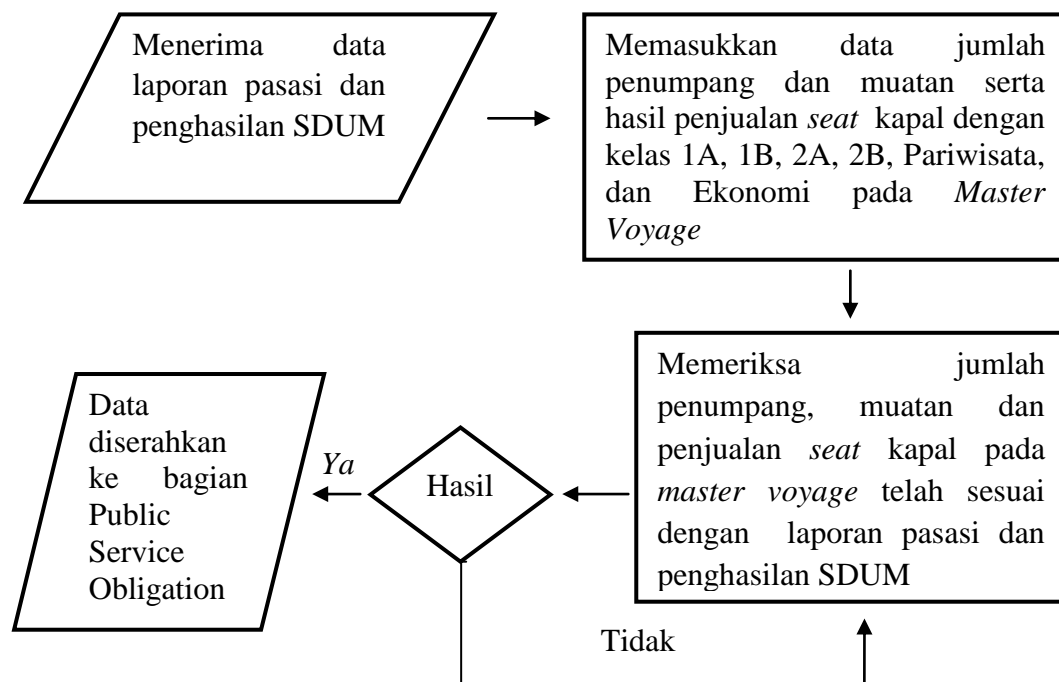 Menerima data
laporan pasasi dan
penghasilan SDUM
Memasukkan data jumlah
penumpang dan muatan serta
hasil penjualan seat kapal dengan
kelas 1A, 1B, 2A, 2B, Pariwisata,
dan Ekonomi pada Master
Voyage
Memeriksa jumlah
penumpang, muatan dan
penjualan seat kapal pada
master voyage telah sesuai
dengan laporan pasasi dan
penghasilan SDUM
Hasil
Ya
Data
diserahkan
ke bagian
Public
Service
Obligation
Tidak